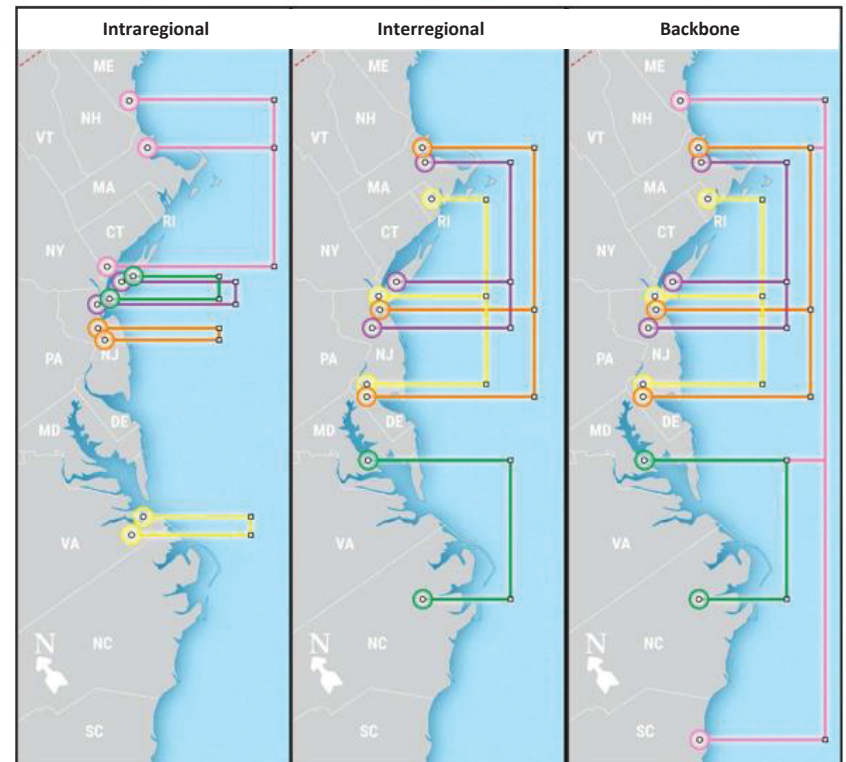 Intraregional
ME
NH
VT
MA
CT
RI
NY
PA
NJ
DE
MD
VA
N
NC
SC
Interregional
ME
NH
VT
MA
RI
CT
NY
PA
NJ
DE
MD
VA
N
NC
SC
Backbone
ME
NH
VT
MA
RI
CT
NY
PA
NJ
DE
MD
VA
N
NC
SC